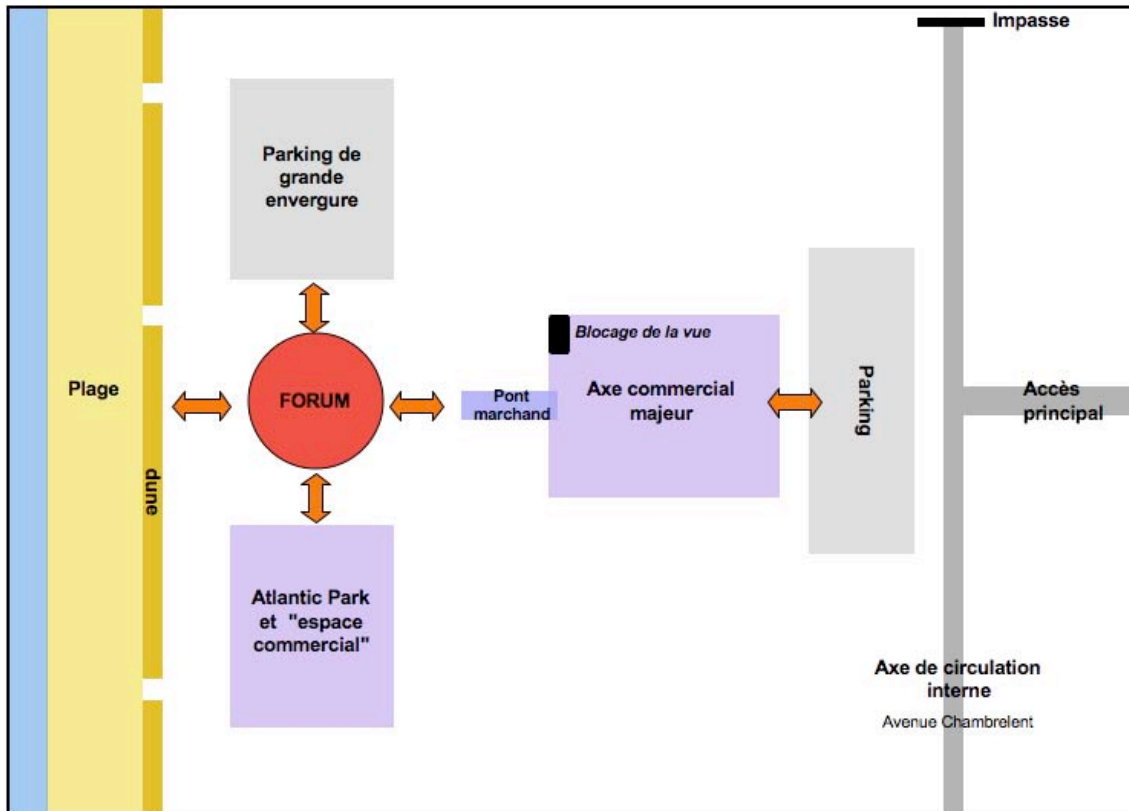 Impasse
Parking de
grande
envergure
Blocage de la vue
Plage
FORUM
Pont
marchand
Axe commercial
majeur
Parking
Accès
principal
dune
Atlantic Park
et "espace
commercial"
Axe de circulation
interne
Avenue Chambrelent